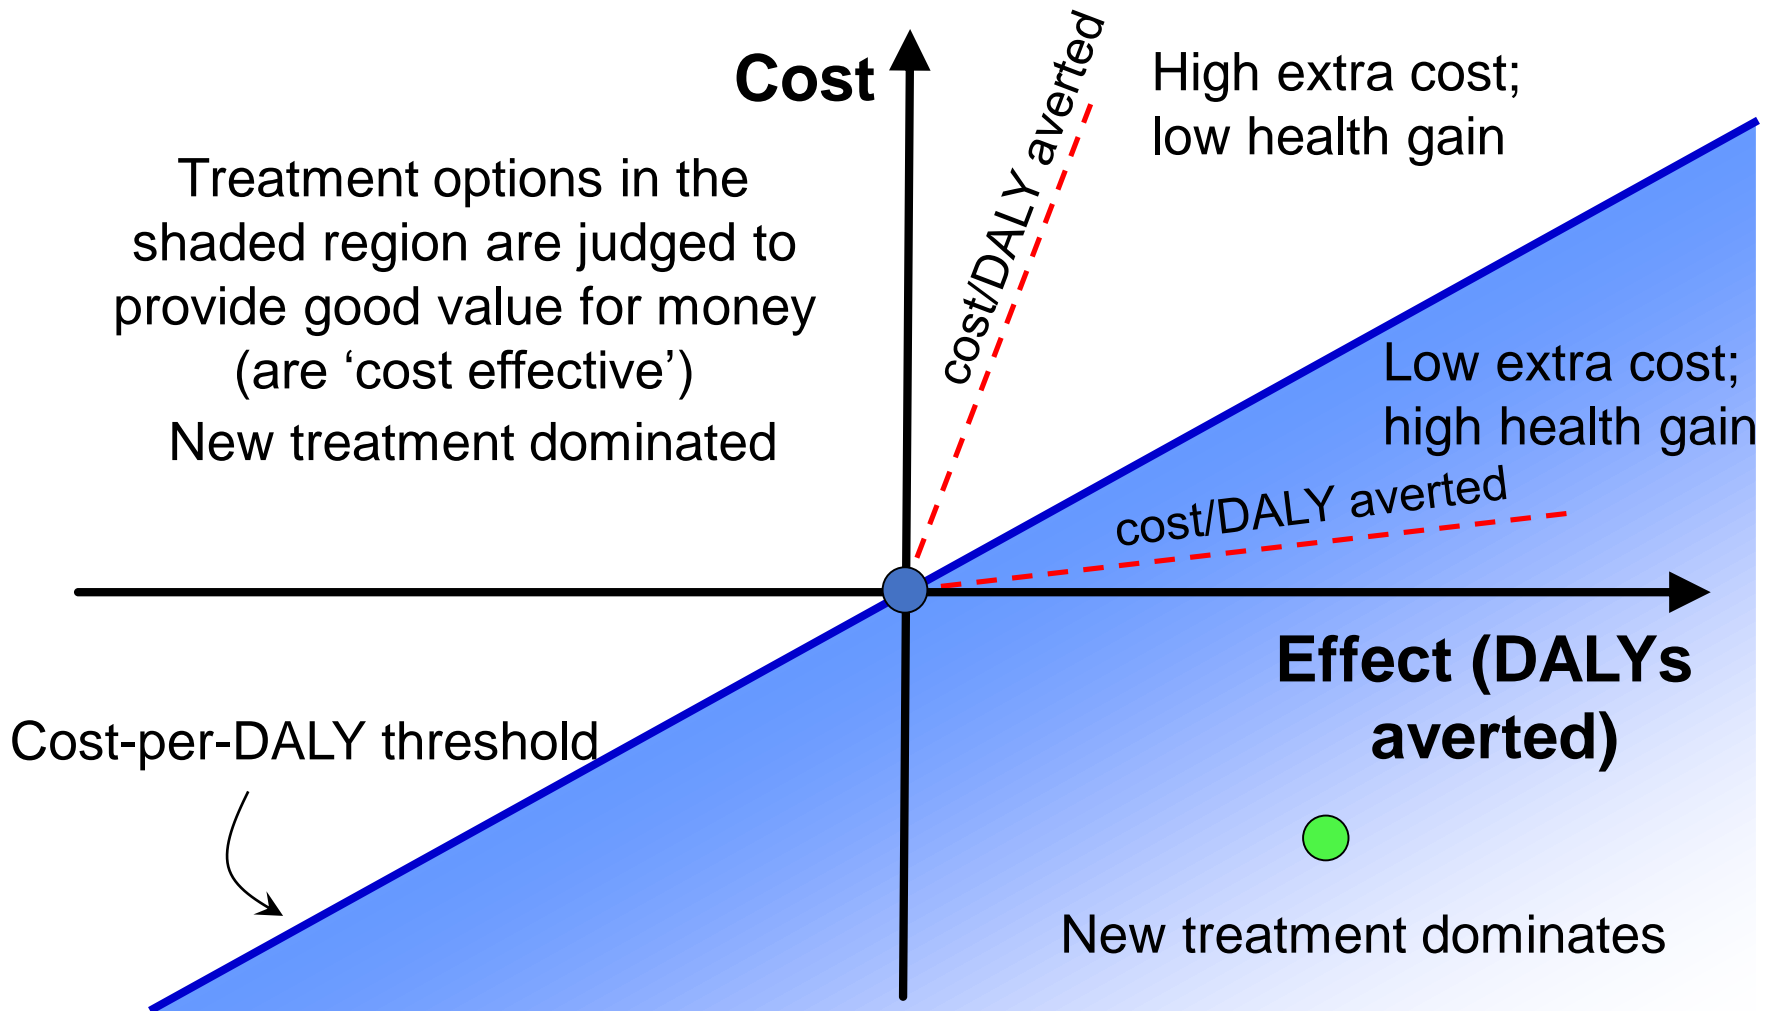 Cost
High extra cost;
low health gain
cost/DALY averted
Treatment options in the
shaded region are judged to
provide good value for money
(are ‘cost effective’)
New treatment dominated
Low extra cost;
high health gain
cost/DALY averted
Effect (DALYs
averted)
Cost-per-DALY threshold
New treatment dominates